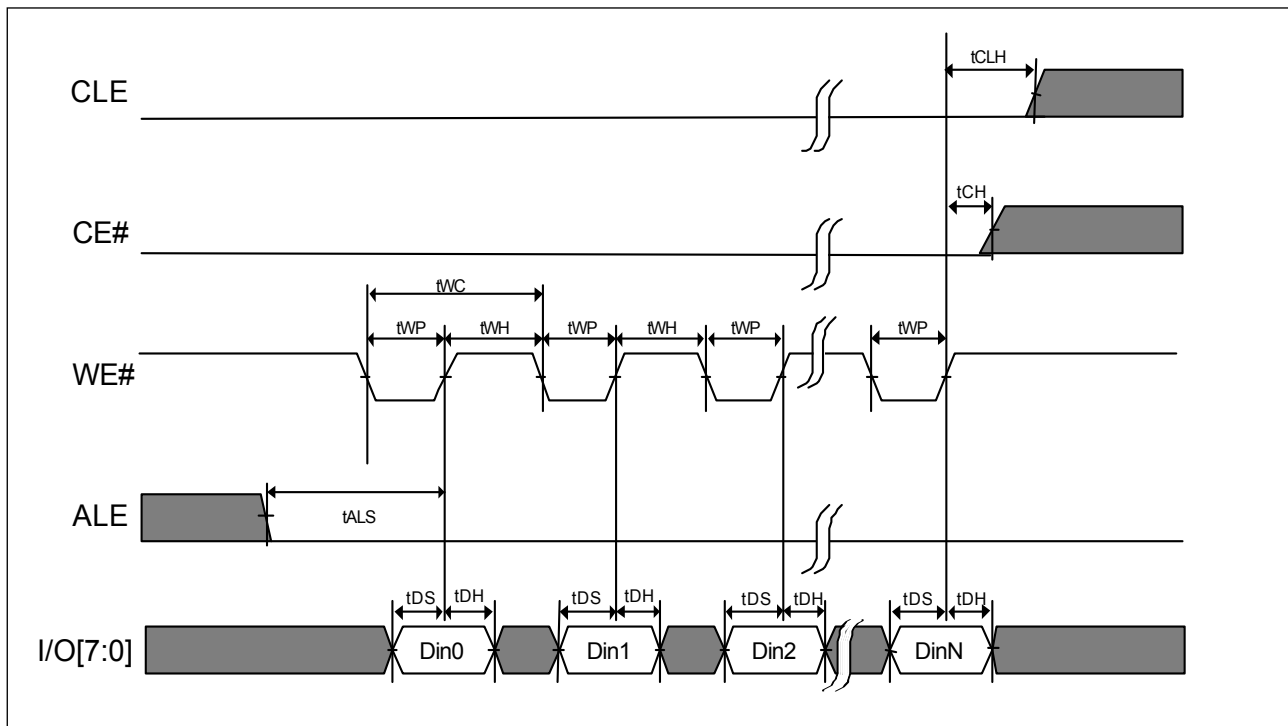 tCLH
CLE
tCH
CE#
tWC
tWP tWH tWP tWH tWP tWP
WE#
ALE
tALS
tDS tDH tDS tDH tDS tDH tDS tDH
I/O[7:0] Din0 Din1 Din2 DinN